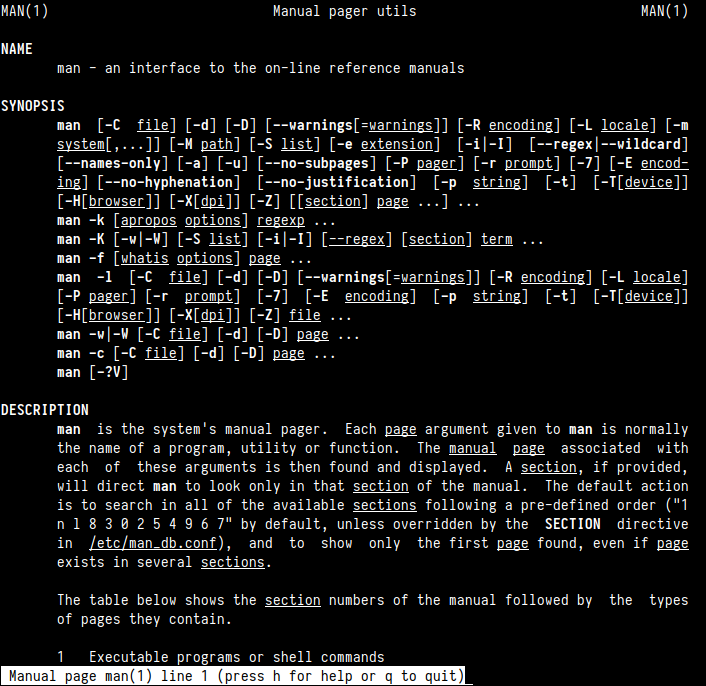 MAN(1) Manual pager utils MAN(1)
NAME
man - an interface to the on-line reference manuals
SYNOPSIS
man [-C file] [-d] [-D] [--warnings[=warnings]] [-R encoding] [-L locale] [-m
system[,...]] [-M path] [-S list] [-e extension] [-i|-I] [--regex|--wildcard]
[--names-only] [-a] [-u] [--no-subpages] [-P pager] [-r prompt] [-7] [-E encod-
ing] [--no-hyphenation] [--no-justification] [-p string] [-t] [-T[device]]
[-H[browser]] [-X[dpi]] [-Z] [[section] page ...] ...
man -k [apropos options] regexp ...
man -K [-w|-W] [-S list] [-i|-I] [--regex] [section] term ...
man -f [whatis options] page ...
man -l [-C file] [-d] [-D] [--warnings[=warnings]] [-R encoding] [-L locale]
[-P pager] [-r prompt] [-7] [-E encoding] [-p string] [-t] [-T[device]]
[-H[browser]] [-X[dpi]] [-Z] file ...
man -w|-W [-C file] [-d] [-D] page ...
man -c [-C file] [-d] [-D] page ...
man [-?V]
DESCRIPTION
man is the system's manual pager. Each page argument given to man is normally
the name of a program, utility or function. The manual page associated with
each of these arguments is then found and displayed. A section, if provided,
will direct man to look only in that section of the manual. The default action
is to search in all of the available sections following a pre-defined order ("1
n l 8 3 0 2 5 4 9 6 7" by default, unless overridden by the SECTION directive
in /etc/man_db.conf), and to show only the first page found, even if page
exists in several sections.
The table below shows the section numbers of the manual followed by the types
of pages they contain.
1 Executable programs or shell commands
Manual page man(1) line 1 (press h for help or q to quit)